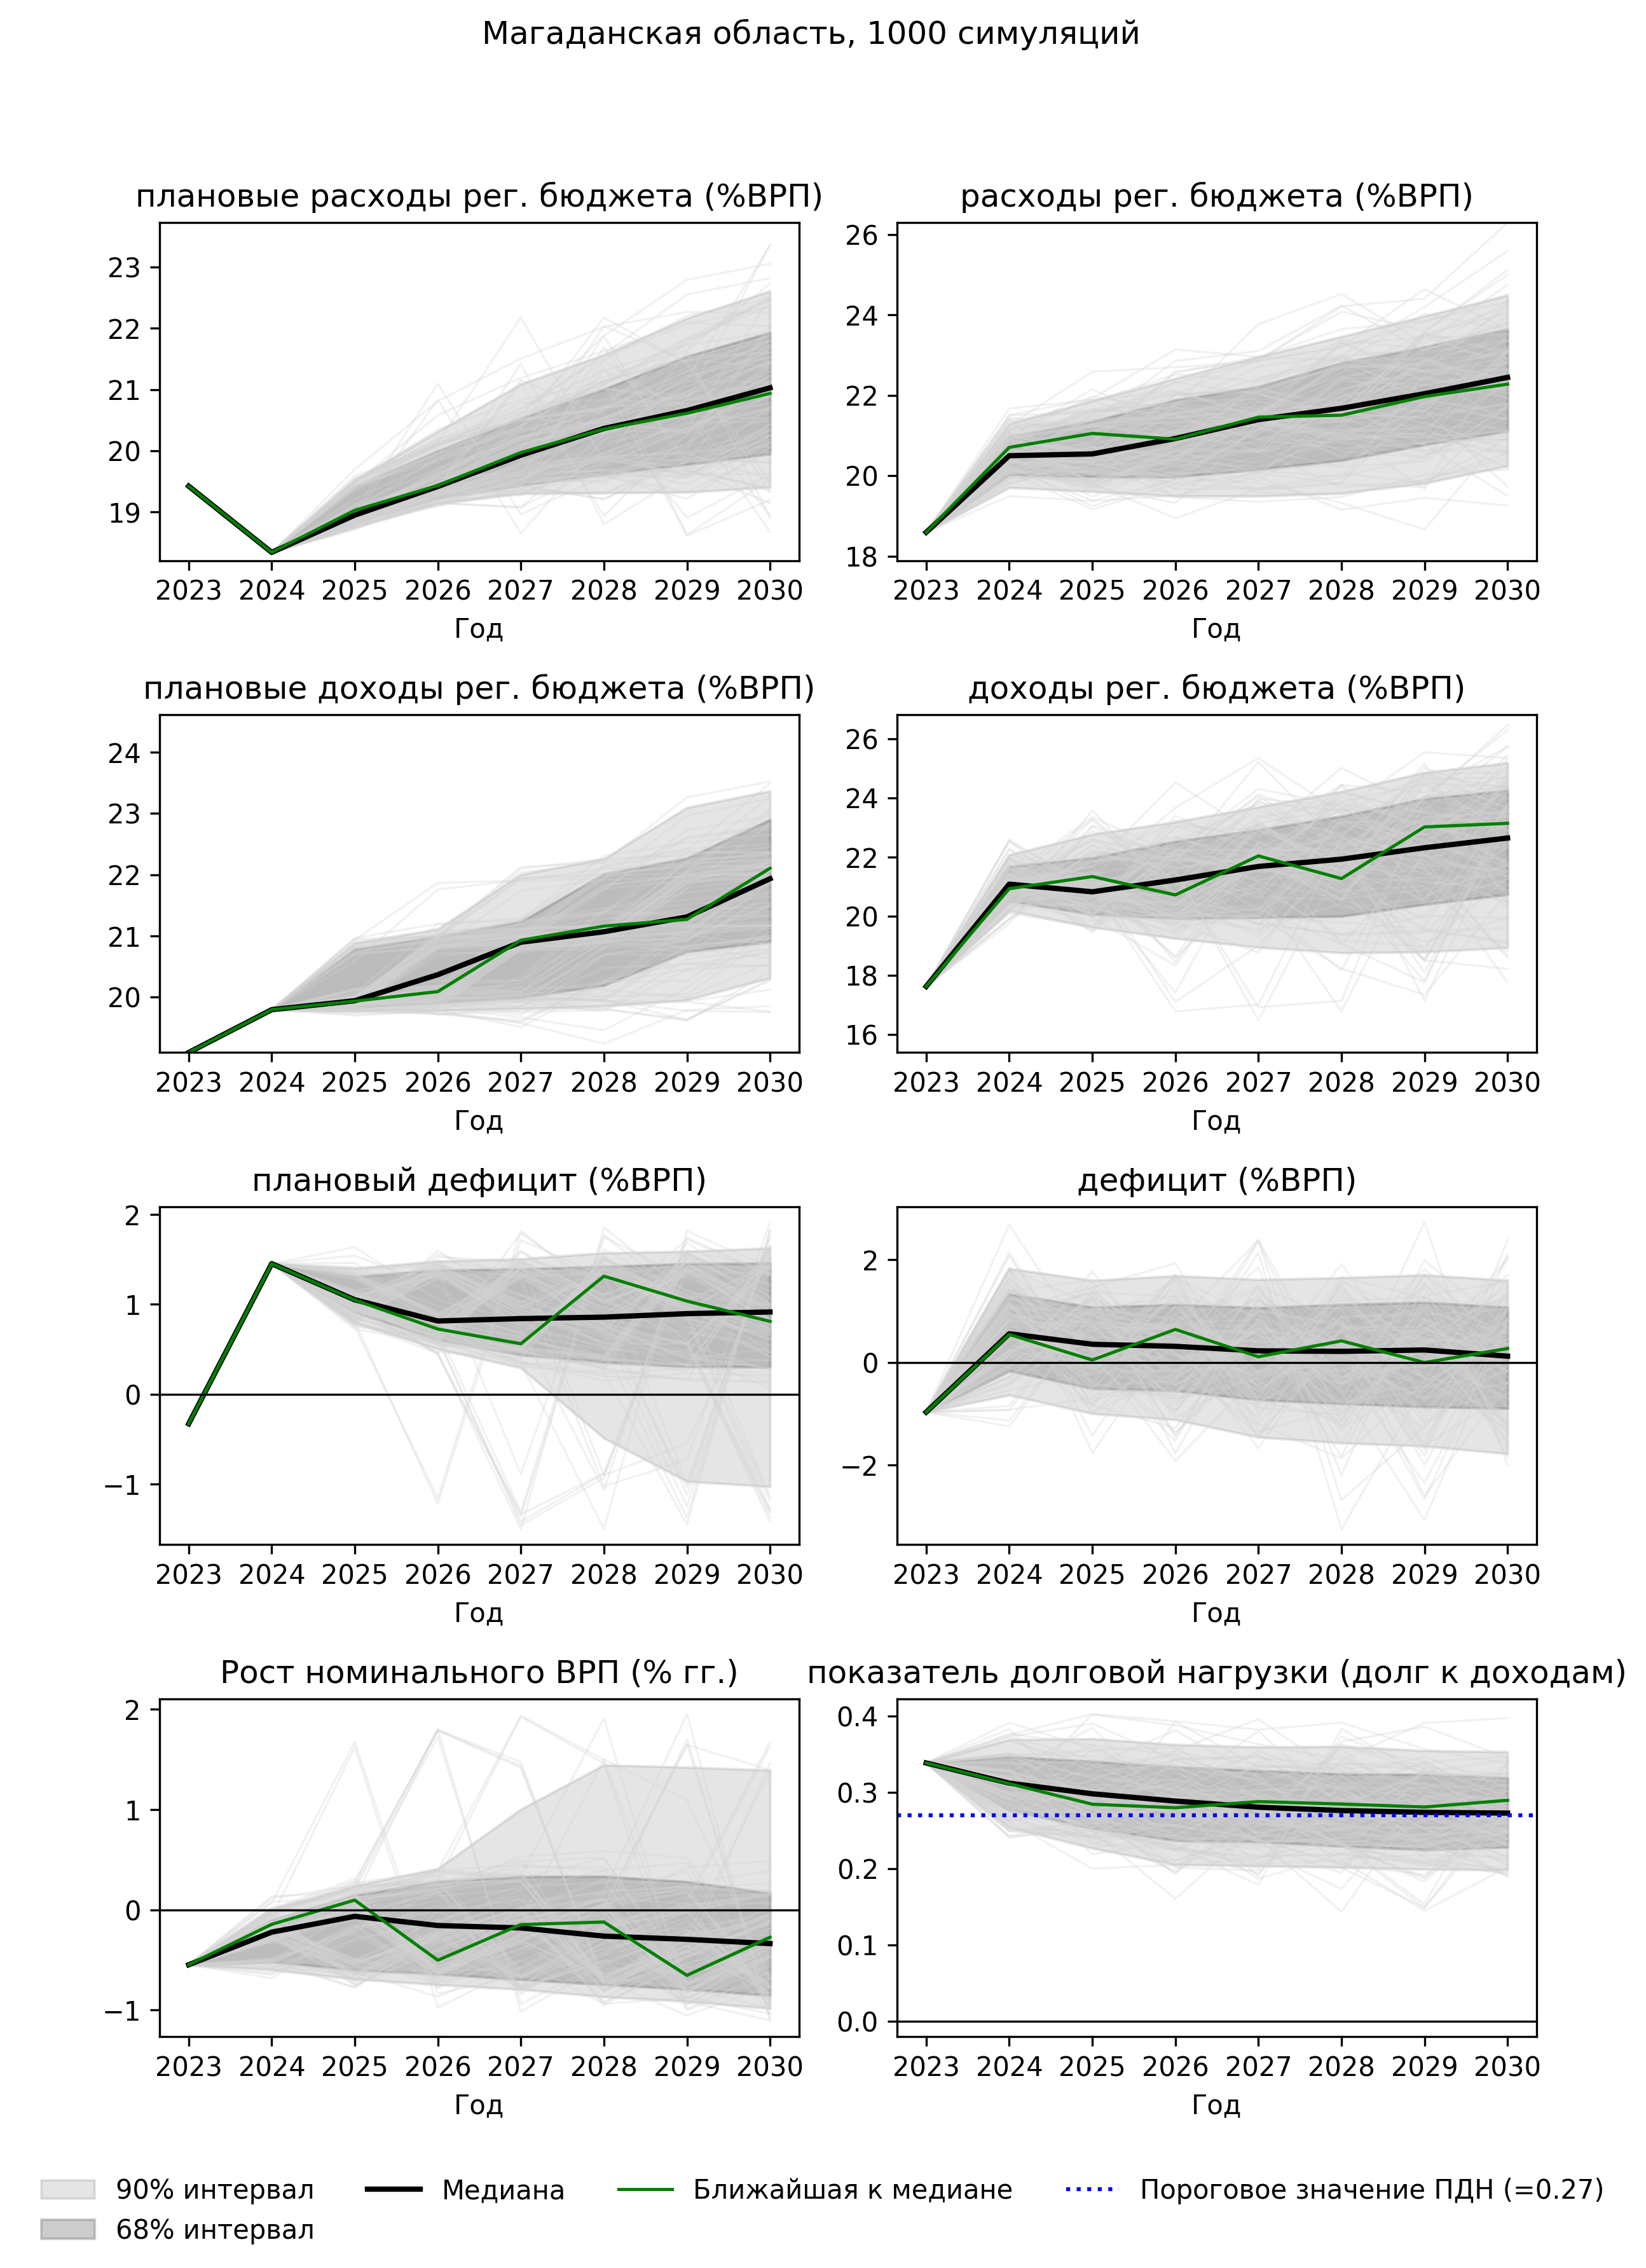 Магаданская область, 1000 симуляций
плановые расходы рег. бюджета (%ВРП)
23
22
21
20
19
2023 2024 2025 2026 2027 2028 2029 2030
Год
расходы рег. бюджета (%ВРП)
26
24
22
20
18
2023 2024 2025 2026 2027 2028 2029 2030
Год
плановые доходы рег. бюджета (%ВРП)
24
23
22
21
20
2023 2024 2025 2026 2027 2028 2029 2030
Год
доходы рег. бюджета (%ВРП)
26
24
22
20
18
16
2023 2024 2025 2026 2027 2028 2029 2030
Год
плановый дефицит (%ВРП)
2
1
0
−1
2023 2024 2025 2026 2027 2028 2029 2030
Год
дефицит (%ВРП)
2
0
−2
2023 2024 2025 2026 2027 2028 2029 2030
Год
Рост номинального ВРП (% гг.)
2
1
0
−1
2023 2024 2025 2026 2027 2028 2029 2030
Год
показатель долговой нагрузки (долг к доходам)
0.4
0.3
0.2
0.1
0.0
2023 2024 2025 2026 2027 2028 2029 2030
Год
90% интервал
68% интервал
Медиана
Ближайшая к медиане
Пороговое значение ПДН (=0.27)